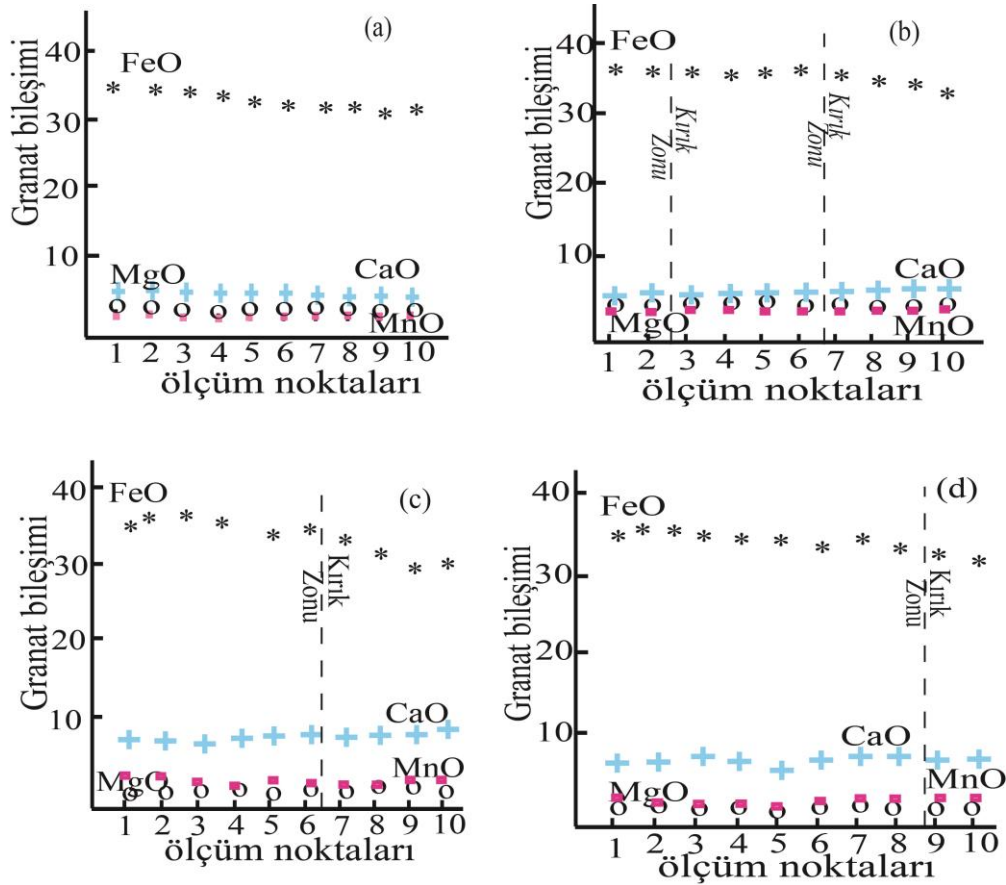 (a)
Granat bileşimi
40
30
20
10
FeO
MgO
CaO
MnO
1 2 3 4 5 6 7 8 9 10
ölçüm noktaları
(b)
Granat bileşimi
40
30
20
10
FeO
Kırık
Zonu
Kırık
Zonu
CaO
MgO
MnO
1 2 3 4 5 6 7 8 9 10
ölçüm noktaları
(c)
Granat bileşimi
40
30
20
10
FeO
Kırık
Zonu
CaO
MgO
MnO
1 2 3 4 5 6 7 8 9 10
ölçüm noktaları
(d)
Granat bileşimi
40
30
20
10
FeO
Kırık
Zonu
CaO
MgO
MnO
1 2 3 4 5 6 7 8 9 10
ölçüm noktaları